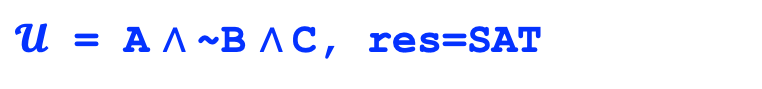 𝒰 = A ∧ ~B ∧ C, res=SAT